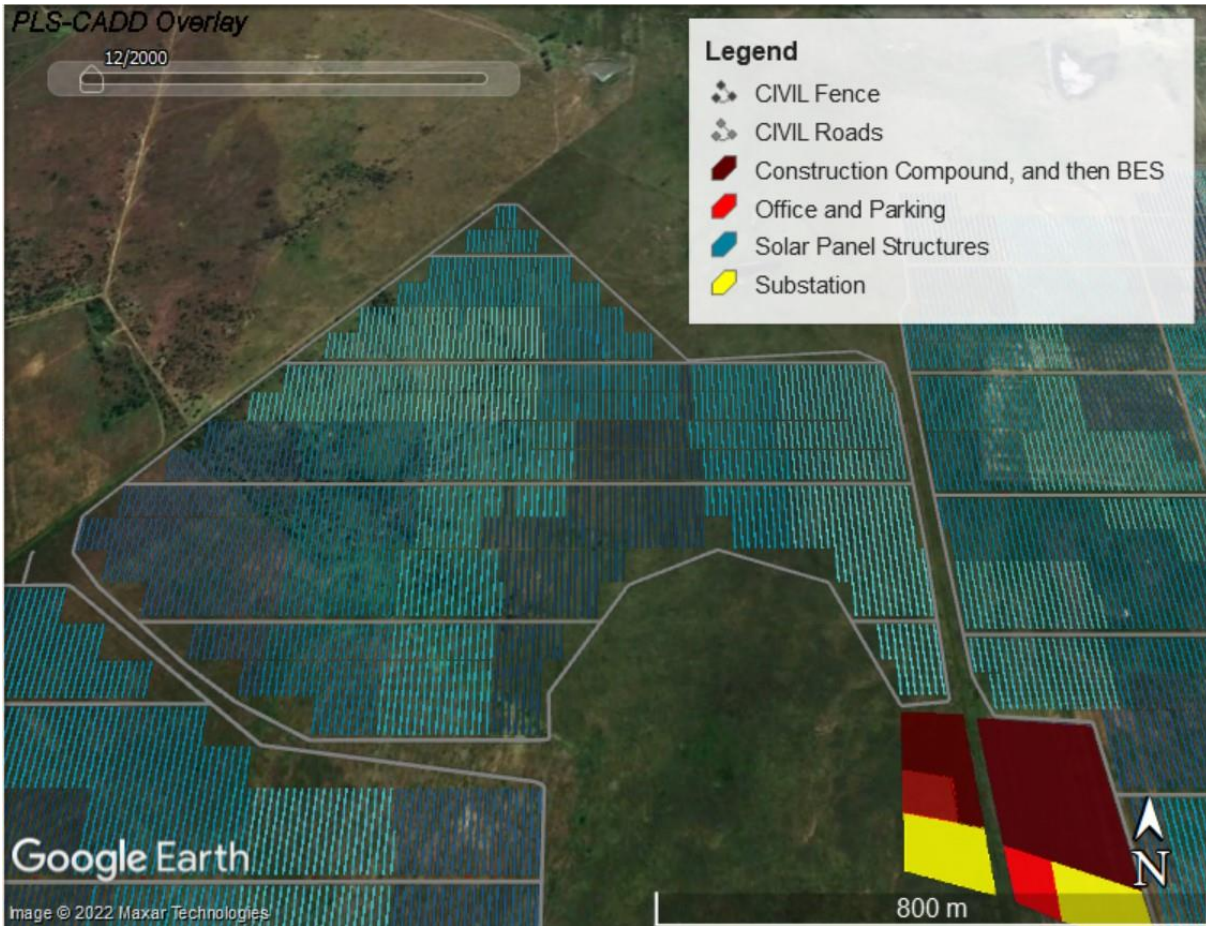 PLS-CADD Overlay
12/2000
Legend
CIVIL Fence
CIVIL Roads
Construction Compound, and then BES
Office and Parking
Solar Panel Structures
Substation
Google Earth
N
Image © 2022 Maxar Technologies
800 m